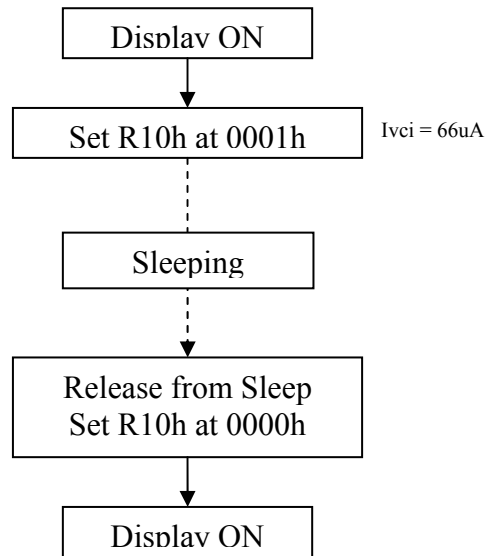 Display ON
Set R10h at 0001h
Ivci = 66uA
Sleeping
Release from Sleep
Set R10h at 0000h
Display ON